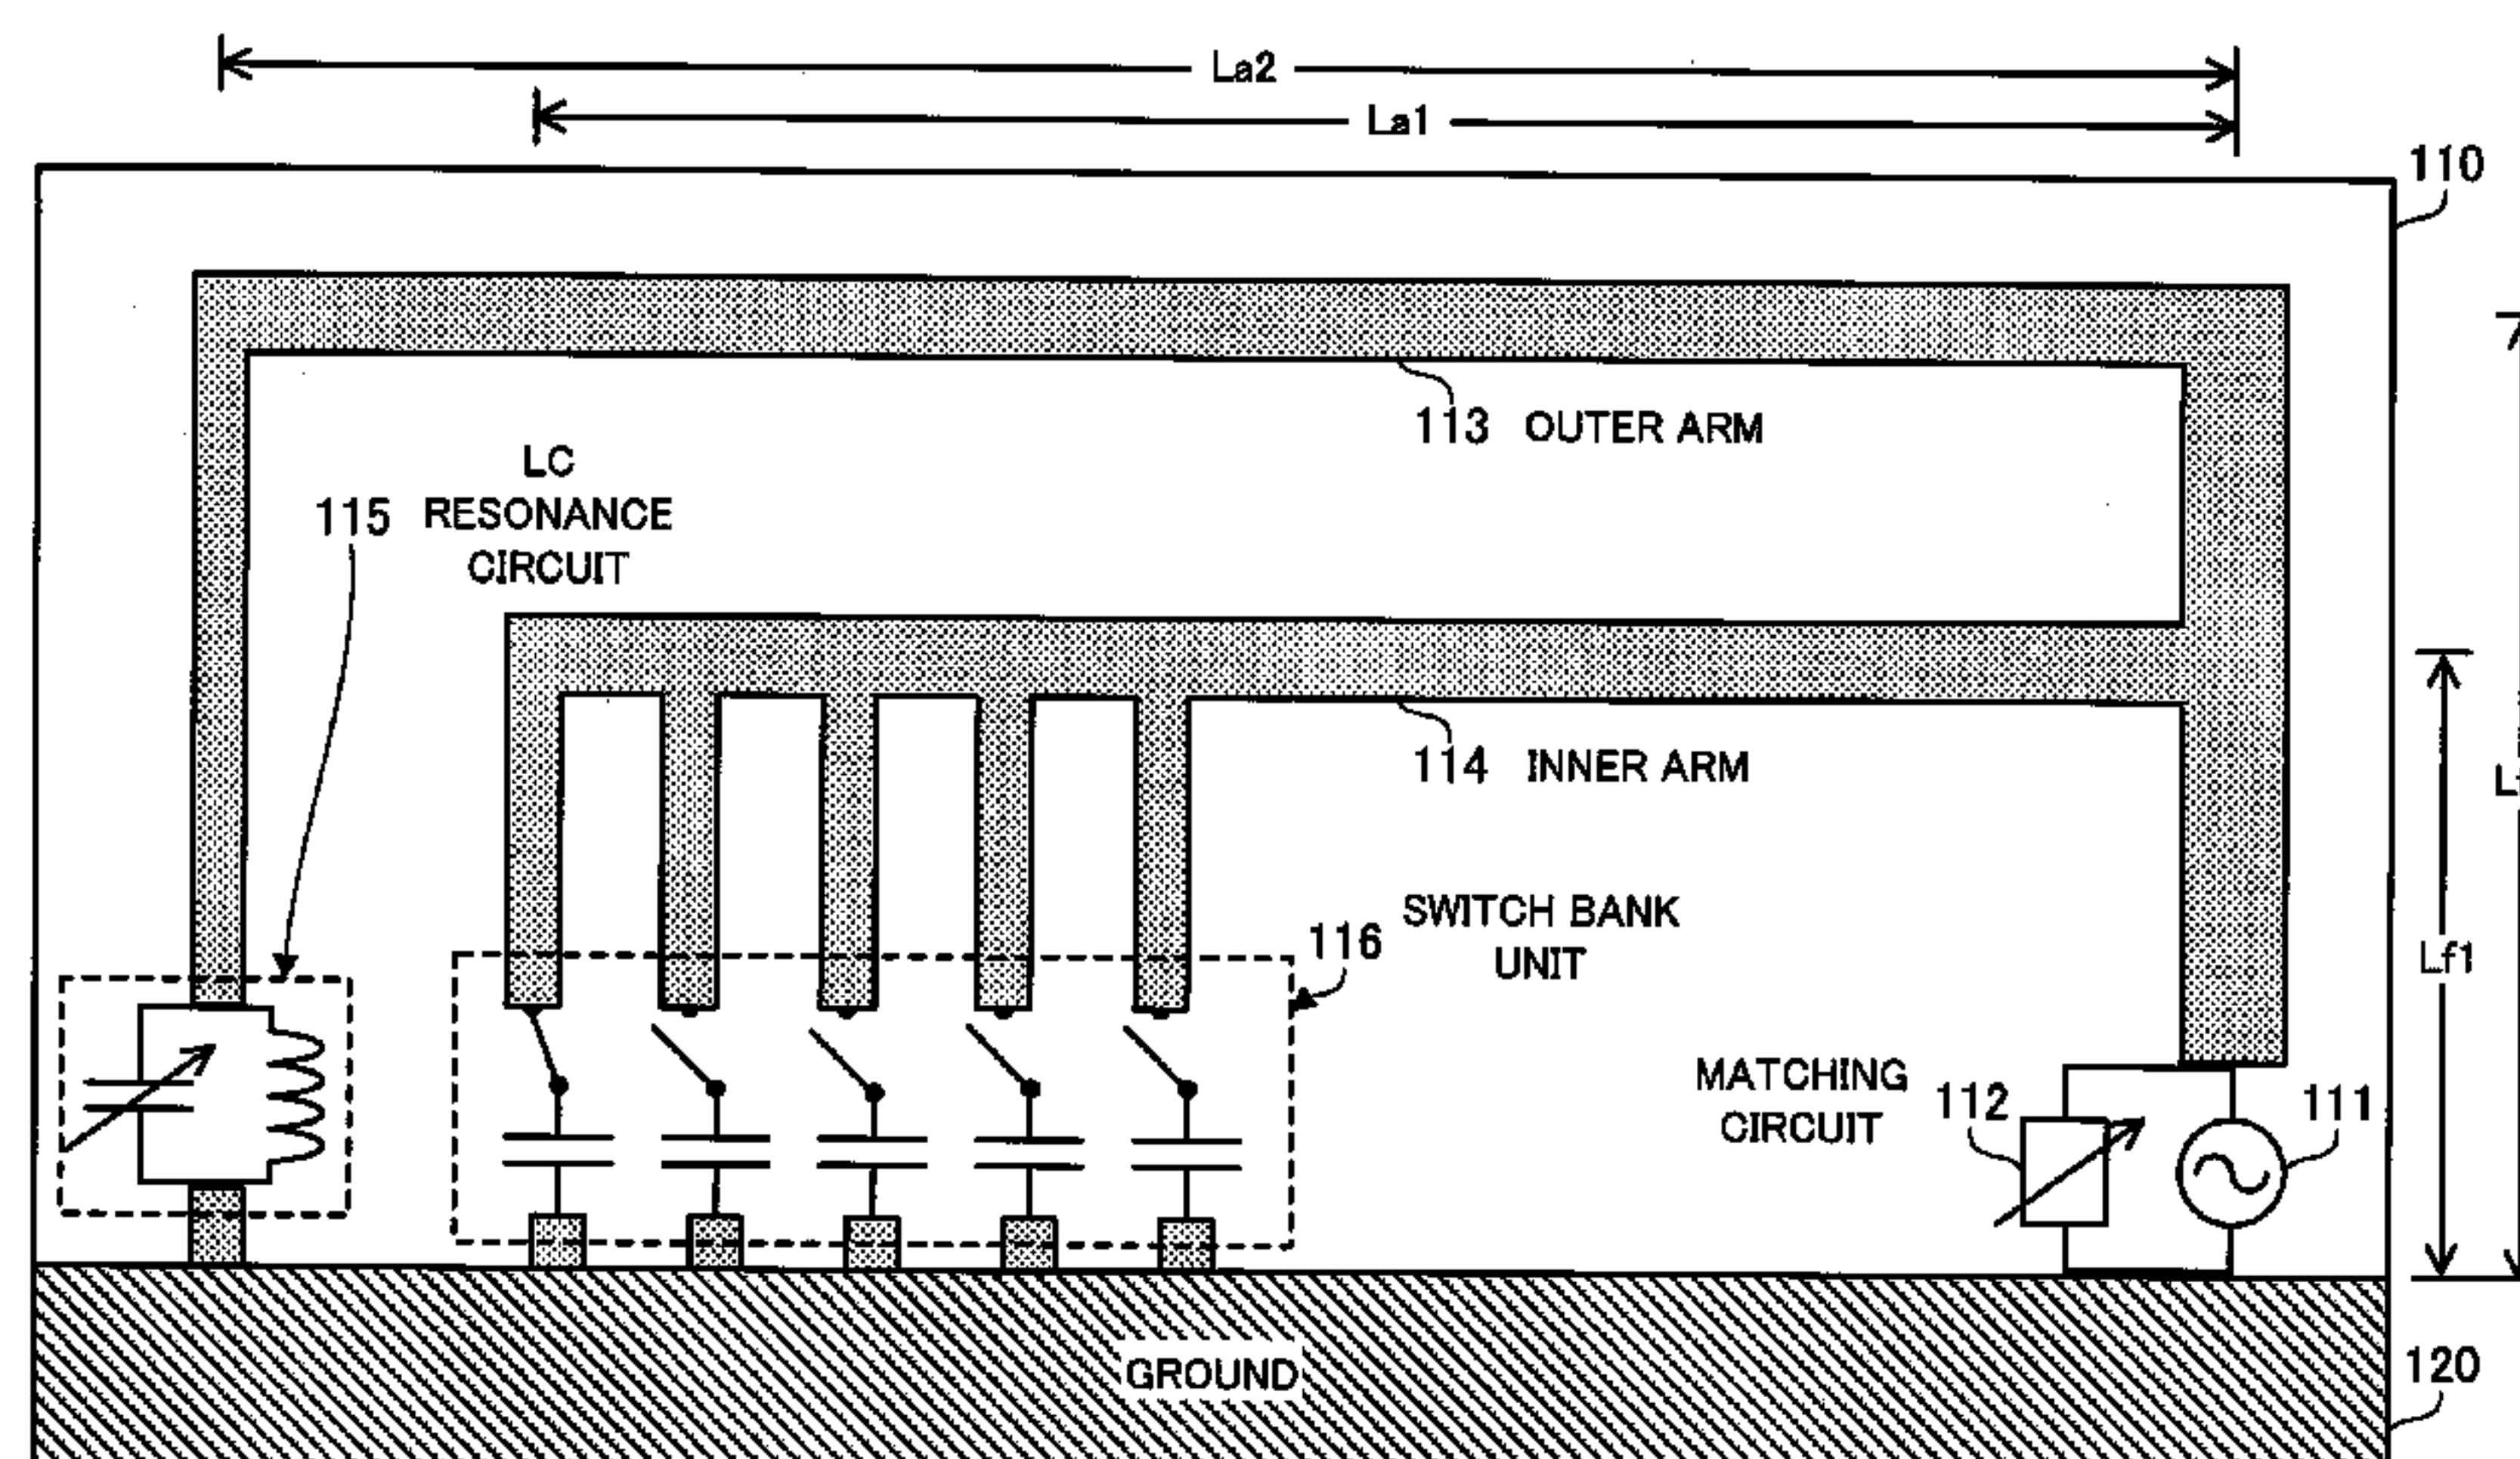 La2
La1
110
113 OUTER ARM
LC
115 RESONANCE
CIRCUIT
114 INNER ARM
SWITCH BANK
116
UNIT
Lf1
MATCHING
112
CIRCUIT
111
GROUND
120